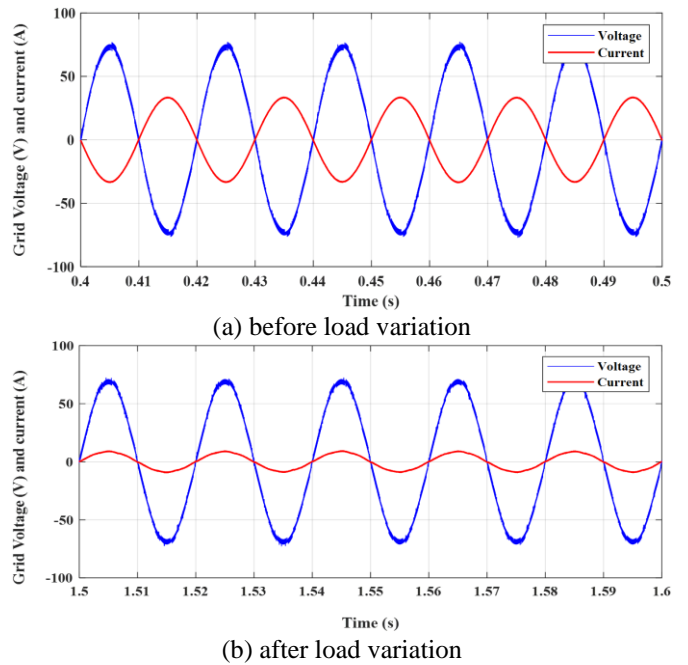 100
50
0
-50
-100
Grid Voltage (V) and current (A)
Voltage
Current
0.4 0.41 0.42 0.43 0.44 0.45 0.46 0.47 0.48 0.49 0.5
Time (s)
(a) before load variation
100
50
0
-50
-100
Grid Voltage (V) and current (A)
Voltage
Current
1.5 1.51 1.52 1.53 1.54 1.55 1.56 1.57 1.58 1.59 1.6
Time (s)
(b) after load variation